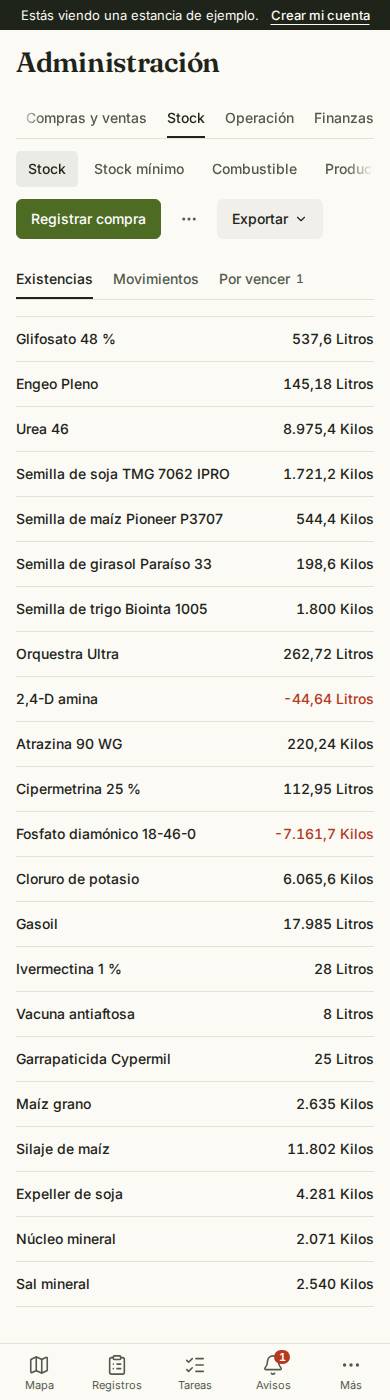 Estás viendo una estancia de ejemplo. Crear mi cuenta
Administración
Compras y ventas Stock Operación Finanzas
Stock Stock mínimo Combustible Produc
Registrar compra ··· Exportar
Existencias Movimientos Por vencer 1
Glifosato 48 % 537,6 Litros
Engeo Pleno 145,18 Litros
Urea 46 8.975,4 Kilos
Semilla de soja TMG 7062 IPRO 1.721,2 Kilos
Semilla de maíz Pioneer P3707 544,4 Kilos
Semilla de girasol Paraíso 33 198,6 Kilos
Semilla de trigo Biointa 1005 1.800 Kilos
Orquestra Ultra 262,72 Litros
2,4-D amina -44,64 Litros
Atrazina 90 WG 220,24 Kilos
Cipermetrina 25 % 112,95 Litros
Fosfato diamónico 18-46-0 -7.161,7 Kilos
Cloruro de potasio 6.065,6 Kilos
Gasoil 17.985 Litros
Ivermectina 1 % 28 Litros
Vacuna antiaftosa 8 Litros
Garrapaticida Cypermil 25 Litros
Maíz grano 2.635 Kilos
Silaje de maíz 11.802 Kilos
Expeller de soja 4.281 Kilos
Núcleo mineral 2.071 Kilos
Sal mineral 2.540 Kilos
1
Mapa Registros Tareas Avisos Más